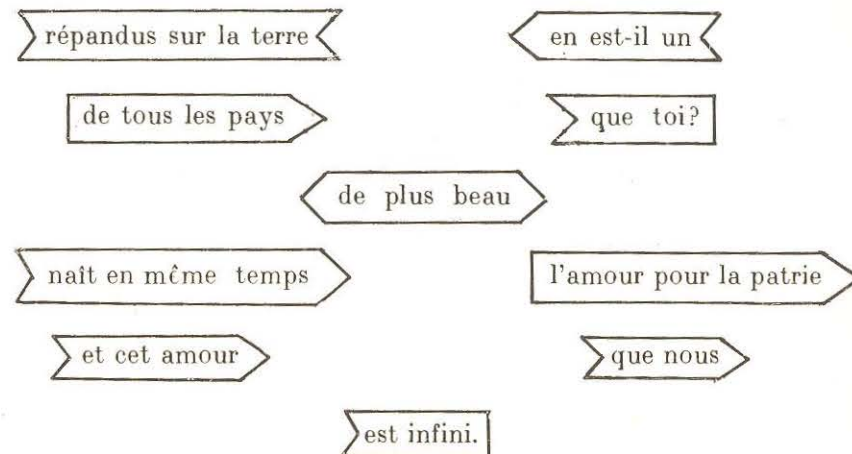 répandus sur la terre
en est-il un
de tous les pays
que toi?
de plus beau
naît en même temps
l'amour pour la patrie
et cet amour
que nous
est infini.